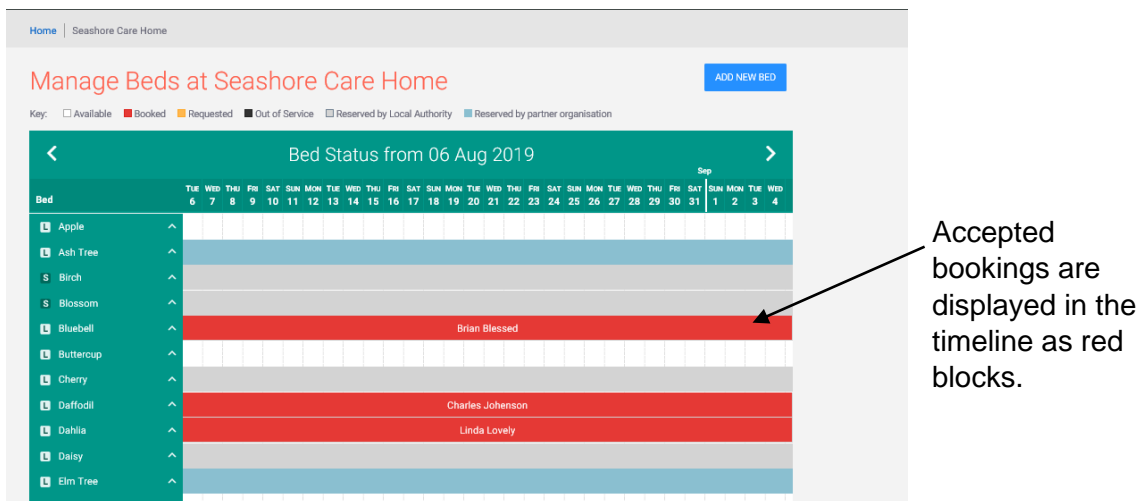 Home | Seashore Care Home
Manage Beds at Seashore Care Home
ADD NEW BED
Key: Available Booked Requested Out of Service Reserved by Local Authority Reserved by partner organisation
Bed Status from 06 Aug 2019
Sep
Bed
TUE WED THU FRI SAT SUN MON TUE WED THU FRI SAT SUN MON TUE WED THU FRI SAT SUN MON TUE WED THU FRI SAT SUN MON TUE WED
6 7 8 9 10 11 12 13 14 15 16 17 18 19 20 21 22 23 24 25 26 27 28 29 30 31 1 2 3 4
L Apple
L Ash Tree
S Birch
S Blossom
L Bluebell Brian Blessed
L Buttercup
L Cherry
L Daffodil Charles Johenson
L Dahlia Linda Lovely
L Daisy
L Elm Tree
Accepted
bookings are
displayed in the
timeline as red
blocks.